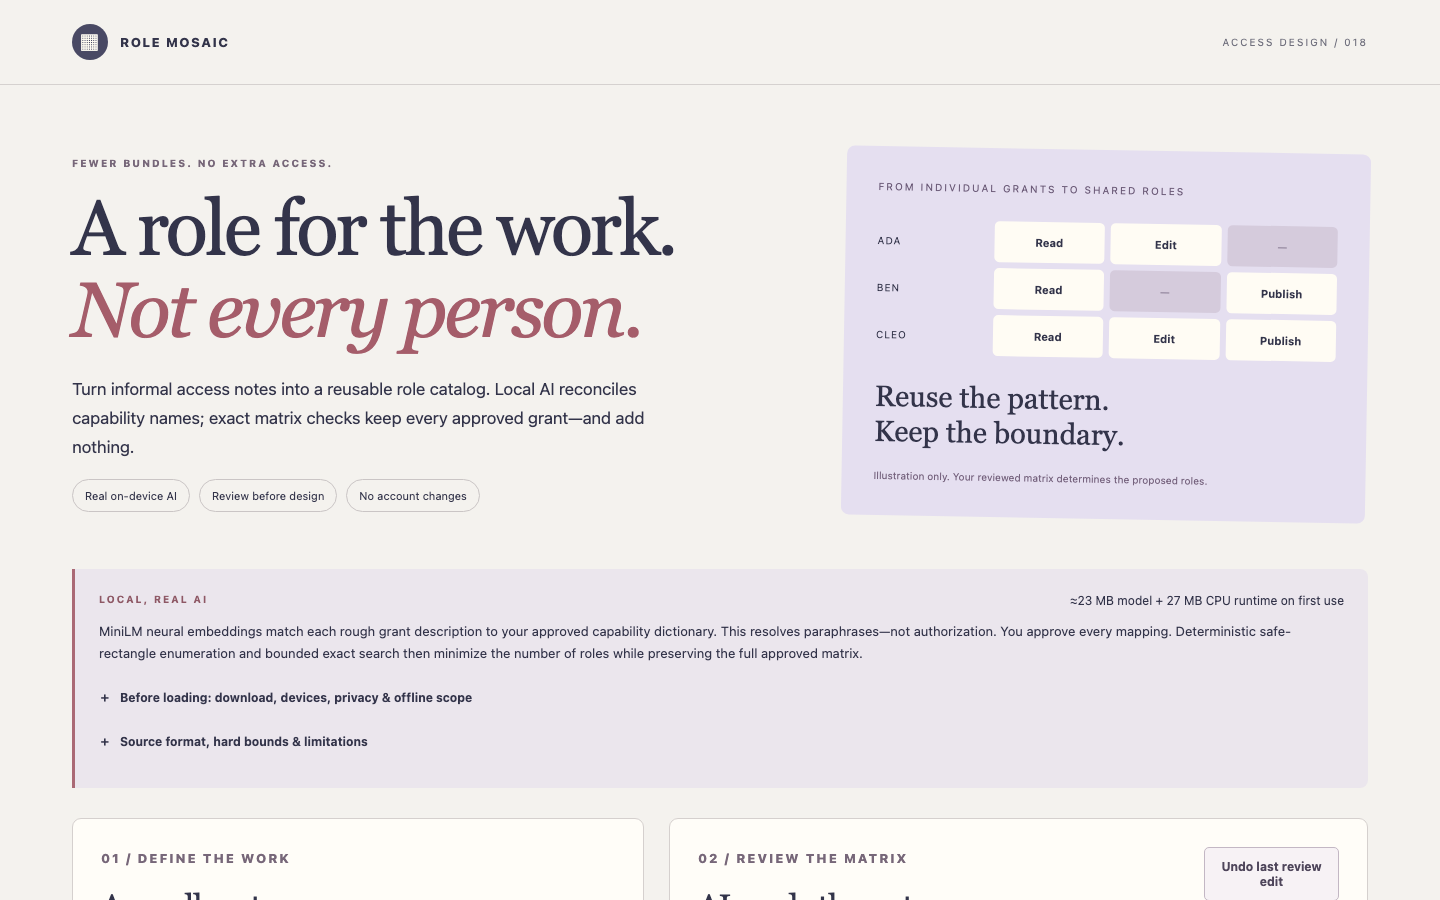 ROLE MOSAIC
ACCESS DESIGN / 018
FEWER BUNDLES. NO EXTRA ACCESS.
A role for the work.
Not every person.
Turn informal access notes into a reusable role catalog. Local AI reconciles
capability names; exact matrix checks keep every approved grant—and add
nothing.
Real on-device AI
Review before design
No account changes
FROM INDIVIDUAL GRANTS TO SHARED ROLES
ADA Read Edit —
BEN Read — Publish
CLEO Read Edit Publish
Reuse the pattern.
Keep the boundary.
Illustration only. Your reviewed matrix determines the proposed roles.
LOCAL, REAL AI
≈23 MB model + 27 MB CPU runtime on first use
MiniLM neural embeddings match each rough grant description to your approved capability dictionary. This resolves paraphrases—not authorization. You approve every mapping. Deterministic safe-
rectangle enumeration and bounded exact search then minimize the number of roles while preserving the full approved matrix.
+ Before loading: download, devices, privacy & offline scope
+ Source format, hard bounds & limitations
01 / DEFINE THE WORK
02 / REVIEW THE MATRIX
Undo last review
edit